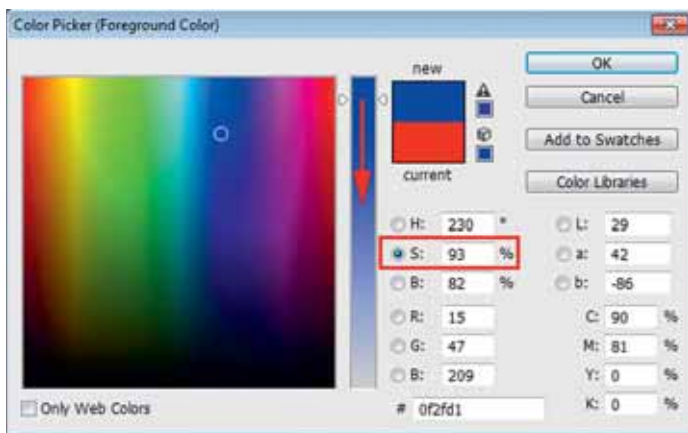 Color Picker (Foreground Color)
new
current
OK
Cancel
Add to Swatches
Color Libraries
H: 230 °
S: 93 %
B: 82 %
R: 15
G: 47
B: 209
L: 29
a: 42
b: -86
C: 90 %
M: 81 %
Y: 0 %
K: 0 %
# 0f2fd1
Only Web Colors